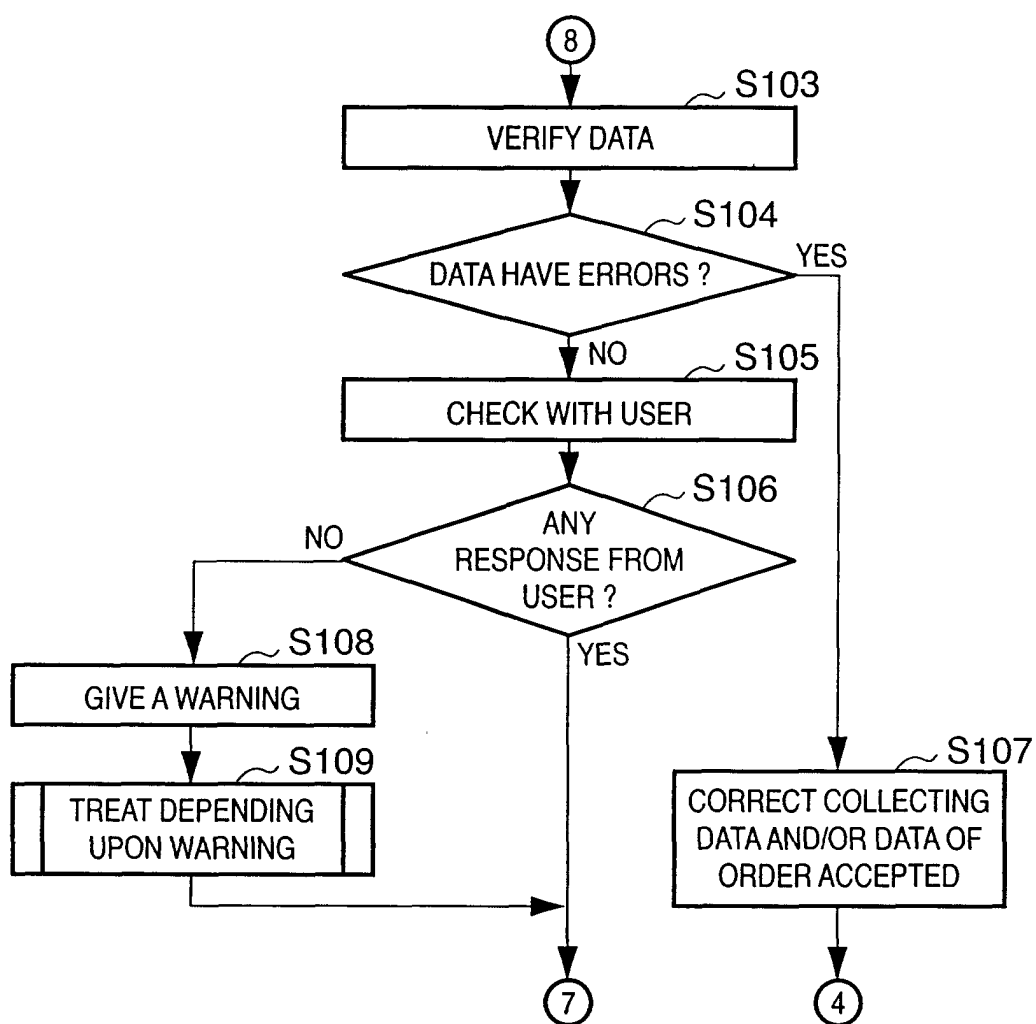 8
S103
VERIFY DATA
S104
DATA HAVE ERRORS ?
YES
NO
S105
CHECK WITH USER
S106
ANY
RESPONSE FROM
USER ?
NO
YES
S108
GIVE A WARNING
S109
TREAT DEPENDING
UPON WARNING
S107
CORRECT COLLECTING
DATA AND/OR DATA OF
ORDER ACCEPTED
7
4